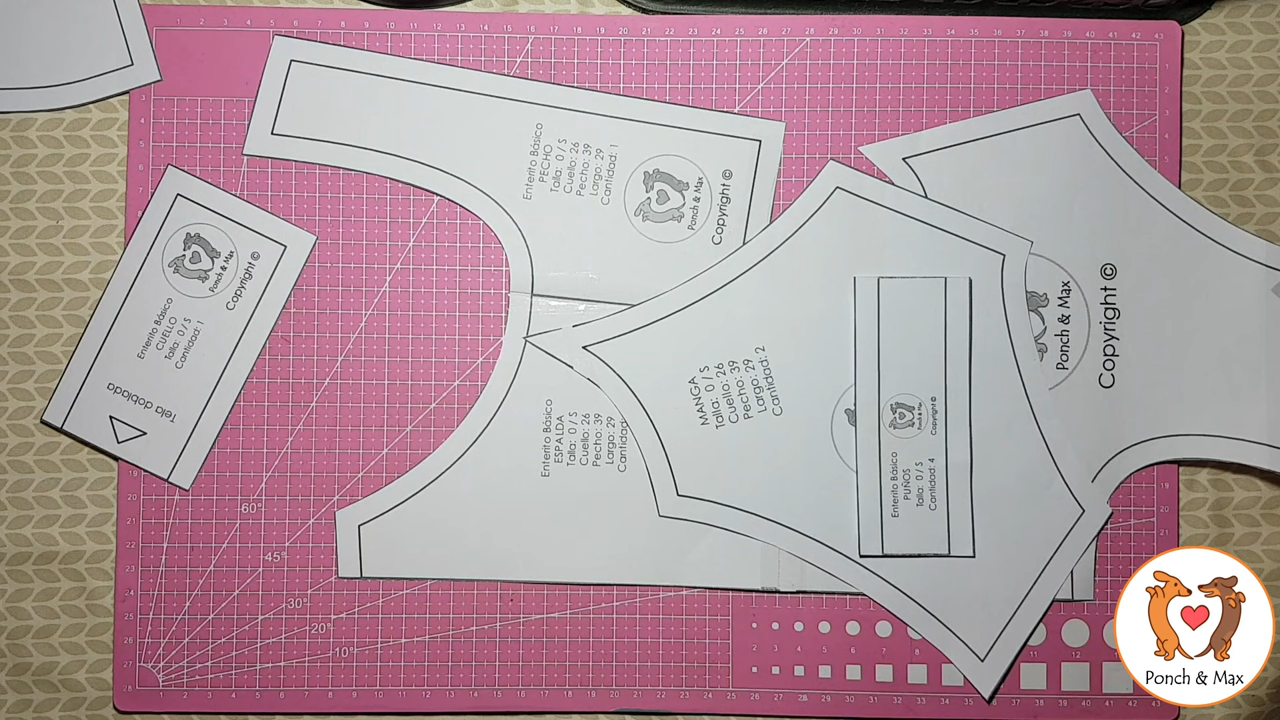 Enterito Básico
PECHO
Talla: 0 / S
Cuello: 26
Pecho: 39
Largo: 29
Cantidad: 1
Ponch & Max
Copyright ©
Ponch & Max
Copyright ©
Enterito Básico
CUELLO
Talla: 0 / S
Cantidad: 1
Tela doblada
Enterito Básico
ESPALDA
Talla: 0 / S
Cuello: 26
Pecho: 39
Largo: 29
Cantidad:
MANGA
Talla: 0 / S
Cuello: 26
Pecho: 39
Largo: 29
Cantidad: 2
Ponch & Max
Copyright ©
Enterito Básico
PUÑOS
Talla: 0 / S
Cantidad: 4
Ponch & Max
Copyright ©
60°
45°
30°
20°
10°
Ponch & Max